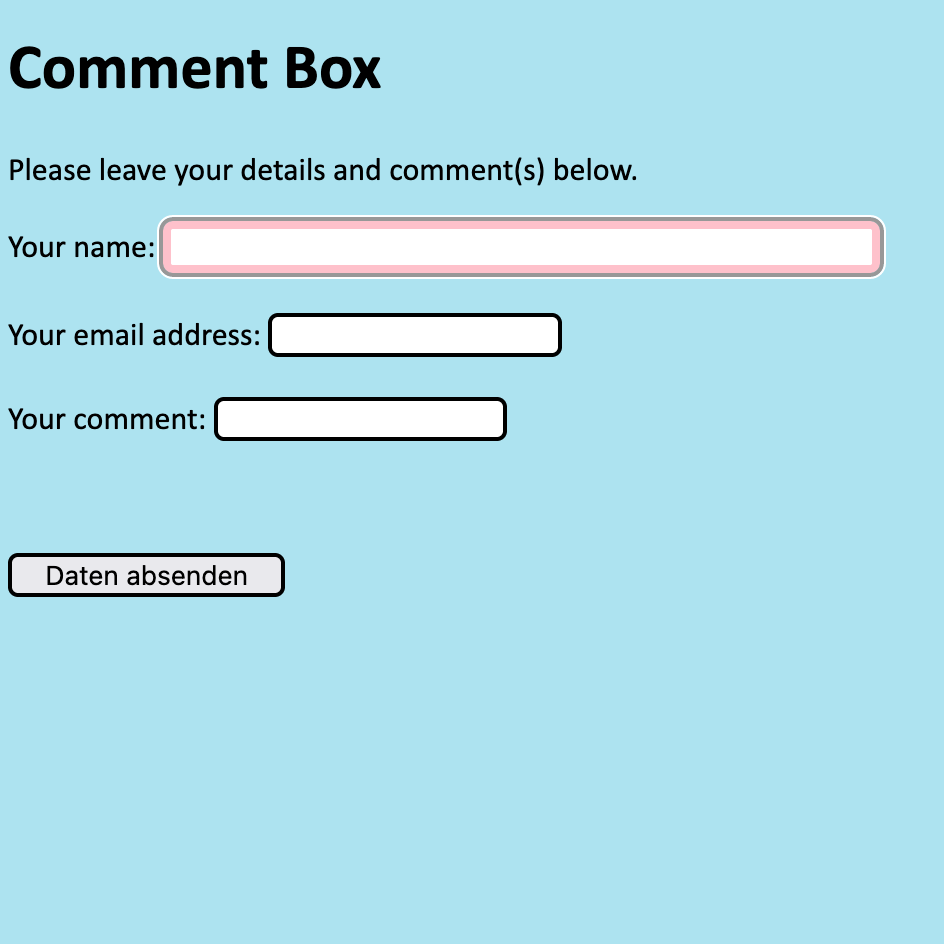 Comment Box
Please leave your details and comment(s) below.
Your name:
Your email address:
Your comment:
Daten absenden